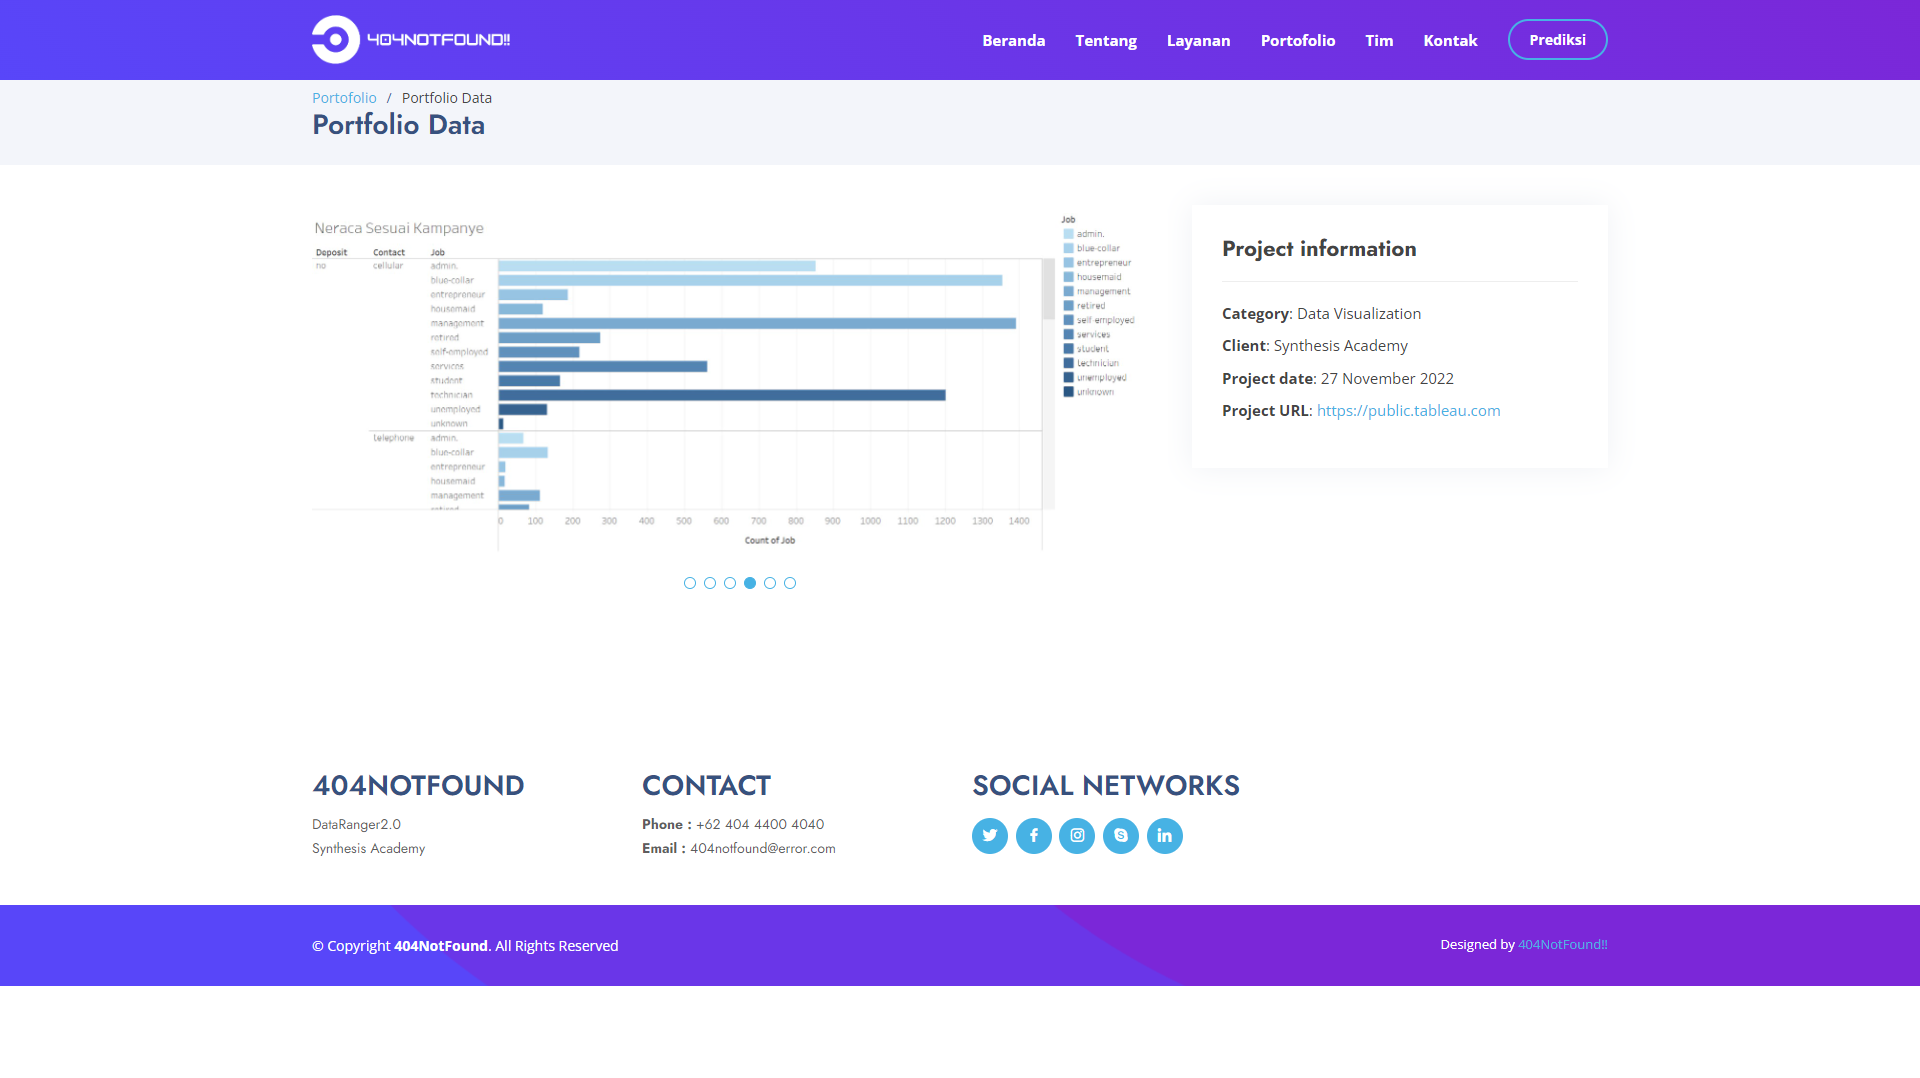 404NOTFOUND!!
Beranda Tentang Layanan Portofolio Tim Kontak Prediksi
Portofolio / Portfolio Data
Portfolio Data
Neraca Sesuai Kampanye
Deposit Contact Job
no cellular admin.
blue-collar
entrepreneur
housemaid
management
retired
self-employed
services
student
technician
unemployed
unknown
telephone admin.
blue-collar
entrepreneur
housemaid
management
retired
0 100 200 300 400 500 600 700 800 900 1000 1100 1200 1300 1400
Count of Job
Job
admin.
blue-collar
entrepreneur
housemaid
management
retired
self-employed
services
student
technician
unemployed
unknown
Project information
Category: Data Visualization
Client: Synthesis Academy
Project date: 27 November 2022
Project URL: https://public.tableau.com
404NOTFOUND
DataRanger2.0
Synthesis Academy
CONTACT
Phone : +62 404 4400 4040
Email : 404notfound@error.com
SOCIAL NETWORKS
© Copyright 404NotFound. All Rights Reserved
Designed by 404NotFound!!